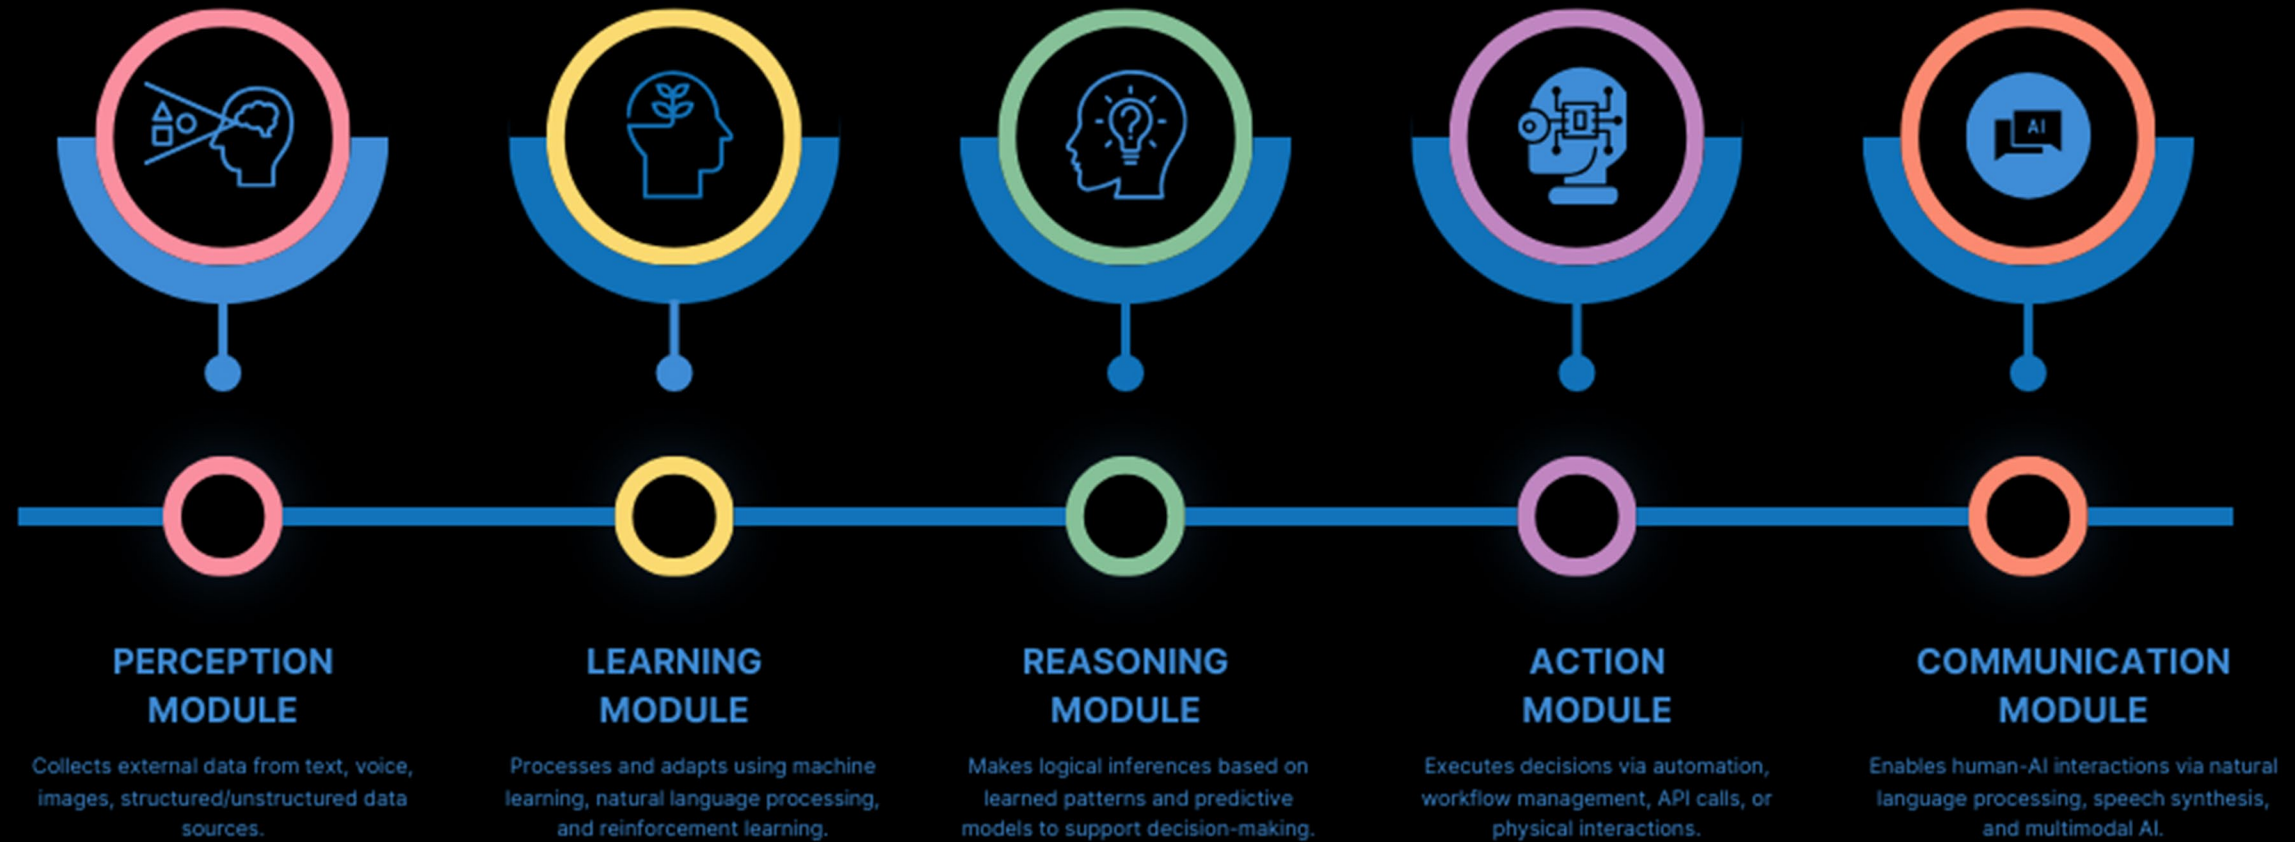 AI
PERCEPTION
MODULE
Collects external data from text, voice,
images, structured/unstructured data
sources.
LEARNING
MODULE
Processes and adapts using machine
learning, natural language processing,
and reinforcement learning.
REASONING
MODULE
Makes logical inferences based on
learned patterns and predictive
models to support decision-making.
ACTION
MODULE
Executes decisions via automation,
workflow management, API calls, or
physical interactions.
COMMUNICATION
MODULE
Enables human-AI interactions via natural
language processing, speech synthesis,
and multimodal AI.